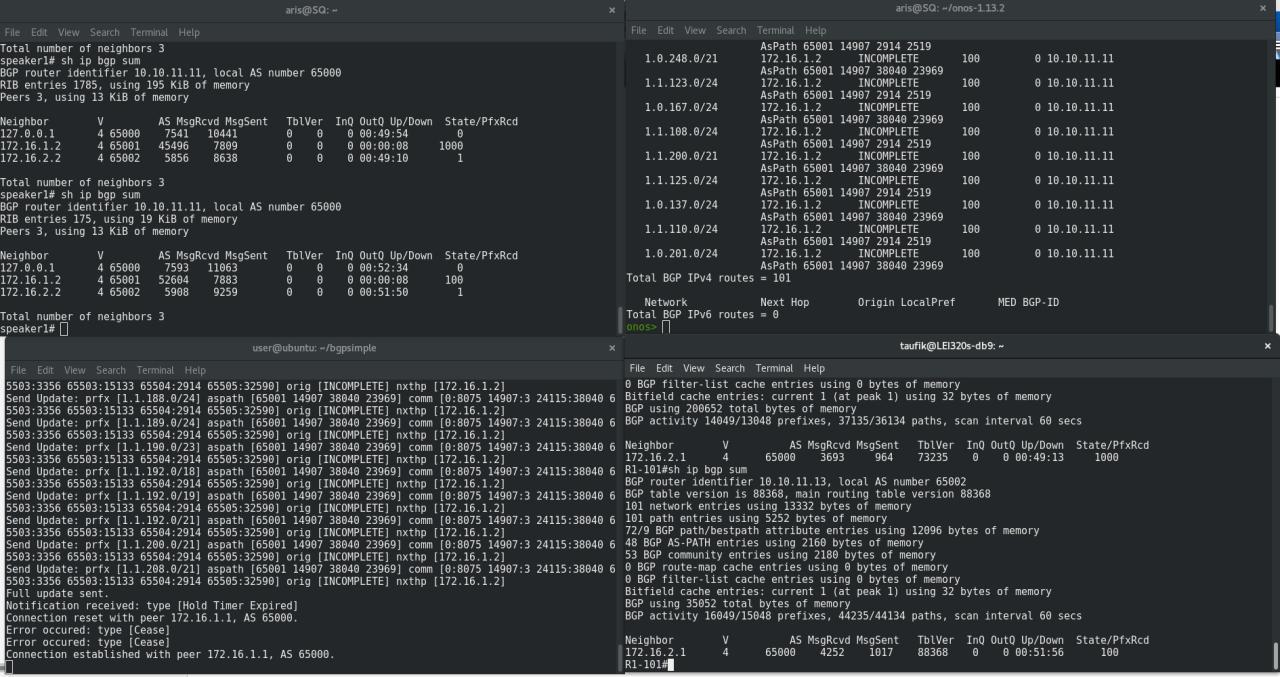 aris@SQ: ~
File Edit View Search Terminal Help
Total number of neighbors 3
speaker1# sh ip bgp sum
BGP router identifier 10.10.11.11, local AS number 65000
RIB entries 1785, using 195 KiB of memory
Peers 3, using 13 KiB of memory
Neighbor V AS MsgRcvd MsgSent TblVer InQ OutQ Up/Down State/PfxRcd
127.0.0.1 4 65000 7541 10441 0 0 0 00:49:54 0
172.16.1.2 4 65001 45496 7809 0 0 0 00:00:08 1000
172.16.2.2 4 65002 5856 8638 0 0 0 00:49:10 1
Total number of neighbors 3
speaker1# sh ip bgp sum
BGP router identifier 10.10.11.11, local AS number 65000
RIB entries 175, using 19 KiB of memory
Peers 3, using 13 KiB of memory
Neighbor V AS MsgRcvd MsgSent TblVer InQ OutQ Up/Down State/PfxRcd
127.0.0.1 4 65000 7593 11063 0 0 0 00:52:34 0
172.16.1.2 4 65001 52604 7883 0 0 0 00:00:08 100
172.16.2.2 4 65002 5908 9259 0 0 0 00:51:50 1
Total number of neighbors 3
speaker1#
aris@SQ: ~/onos-1.13.2
File Edit View Search Terminal Help
AsPath 65001 14907 2914 2519
1.0.248.0/21 172.16.1.2 INCOMPLETE 100 0 10.10.11.11
AsPath 65001 14907 38040 23969
1.1.123.0/24 172.16.1.2 INCOMPLETE 100 0 10.10.11.11
AsPath 65001 14907 2914 2519
1.0.167.0/24 172.16.1.2 INCOMPLETE 100 0 10.10.11.11
AsPath 65001 14907 38040 23969
1.1.108.0/24 172.16.1.2 INCOMPLETE 100 0 10.10.11.11
AsPath 65001 14907 2914 2519
1.1.200.0/21 172.16.1.2 INCOMPLETE 100 0 10.10.11.11
AsPath 65001 14907 38040 23969
1.1.125.0/24 172.16.1.2 INCOMPLETE 100 0 10.10.11.11
AsPath 65001 14907 2914 2519
1.0.137.0/24 172.16.1.2 INCOMPLETE 100 0 10.10.11.11
AsPath 65001 14907 38040 23969
1.1.110.0/24 172.16.1.2 INCOMPLETE 100 0 10.10.11.11
AsPath 65001 14907 2914 2519
1.0.201.0/24 172.16.1.2 INCOMPLETE 100 0 10.10.11.11
AsPath 65001 14907 38040 23969
Total BGP IPv4 routes = 101
Network Next Hop Origin LocalPref MED BGP-ID
Total BGP IPv6 routes = 0
onos>
user@ubuntu: ~/bgpsimple
File Edit View Search Terminal Help
5503:3356 65503:15133 65504:2914 65505:32590] orig [INCOMPLETE] nxthp [172.16.1.2]
Send Update: prfx [1.1.188.0/24] aspath [65001 14907 38040 23969] comm [0:8075 14907:3 24115:38040 6
5503:3356 65503:15133 65504:2914 65505:32590] orig [INCOMPLETE] nxthp [172.16.1.2]
Send Update: prfx [1.1.189.0/24] aspath [65001 14907 38040 23969] comm [0:8075 14907:3 24115:38040 6
5503:3356 65503:15133 65504:2914 65505:32590] orig [INCOMPLETE] nxthp [172.16.1.2]
Send Update: prfx [1.1.190.0/23] aspath [65001 14907 38040 23969] comm [0:8075 14907:3 24115:38040 6
5503:3356 65503:15133 65504:2914 65505:32590] orig [INCOMPLETE] nxthp [172.16.1.2]
Send Update: prfx [1.1.192.0/18] aspath [65001 14907 38040 23969] comm [0:8075 14907:3 24115:38040 6
5503:3356 65503:15133 65504:2914 65505:32590] orig [INCOMPLETE] nxthp [172.16.1.2]
Send Update: prfx [1.1.192.0/19] aspath [65001 14907 38040 23969] comm [0:8075 14907:3 24115:38040 6
5503:3356 65503:15133 65504:2914 65505:32590] orig [INCOMPLETE] nxthp [172.16.1.2]
Send Update: prfx [1.1.192.0/21] aspath [65001 14907 38040 23969] comm [0:8075 14907:3 24115:38040 6
5503:3356 65503:15133 65504:2914 65505:32590] orig [INCOMPLETE] nxthp [172.16.1.2]
Send Update: prfx [1.1.200.0/21] aspath [65001 14907 38040 23969] comm [0:8075 14907:3 24115:38040 6
5503:3356 65503:15133 65504:2914 65505:32590] orig [INCOMPLETE] nxthp [172.16.1.2]
Send Update: prfx [1.1.208.0/21] aspath [65001 14907 38040 23969] comm [0:8075 14907:3 24115:38040 6
5503:3356 65503:15133 65504:2914 65505:32590] orig [INCOMPLETE] nxthp [172.16.1.2]
Full update sent.
Notification received: type [Hold Timer Expired]
Connection reset with peer 172.16.1.1, AS 65000.
Error occured: type [Cease]
Error occured: type [Cease]
Connection established with peer 172.16.1.1, AS 65000.
taufik@LEI320s-db9: ~
File Edit View Search Terminal Help
0 BGP filter-list cache entries using 0 bytes of memory
Bitfield cache entries: current 1 (at peak 1) using 32 bytes of memory
BGP using 200652 total bytes of memory
BGP activity 14049/13048 prefixes, 37135/36134 paths, scan interval 60 secs
Neighbor V AS MsgRcvd MsgSent TblVer InQ OutQ Up/Down State/PfxRcd
172.16.2.1 4 65000 3693 964 73235 0 0 00:49:13 1000
R1-101#sh ip bgp sum
BGP router identifier 10.10.11.13, local AS number 65002
BGP table version is 88368, main routing table version 88368
101 network entries using 13332 bytes of memory
101 path entries using 5252 bytes of memory
72/9 BGP path/bestpath attribute entries using 12096 bytes of memory
48 BGP AS-PATH entries using 2160 bytes of memory
53 BGP community entries using 2180 bytes of memory
0 BGP route-map cache entries using 0 bytes of memory
0 BGP filter-list cache entries using 0 bytes of memory
Bitfield cache entries: current 1 (at peak 1) using 32 bytes of memory
BGP using 35052 total bytes of memory
BGP activity 16049/15048 prefixes, 44235/44134 paths, scan interval 60 secs
Neighbor V AS MsgRcvd MsgSent TblVer InQ OutQ Up/Down State/PfxRcd
172.16.2.1 4 65000 4252 1017 88368 0 0 00:51:56 100
R1-101#